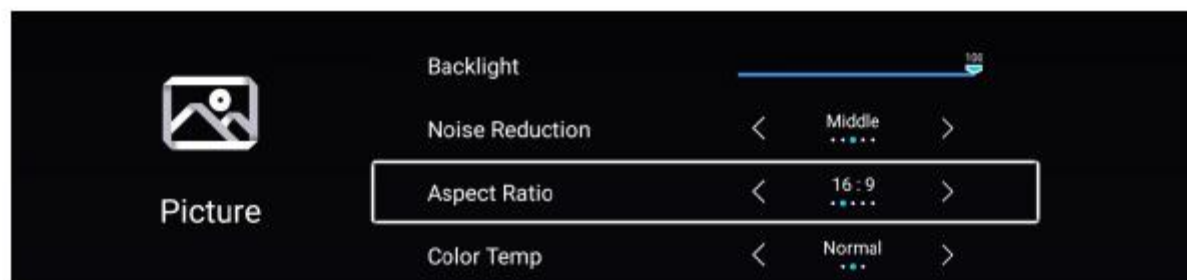 Backlight 100
Noise Reduction Middle
Aspect Ratio 16:9
Picture
Color Temp Normal